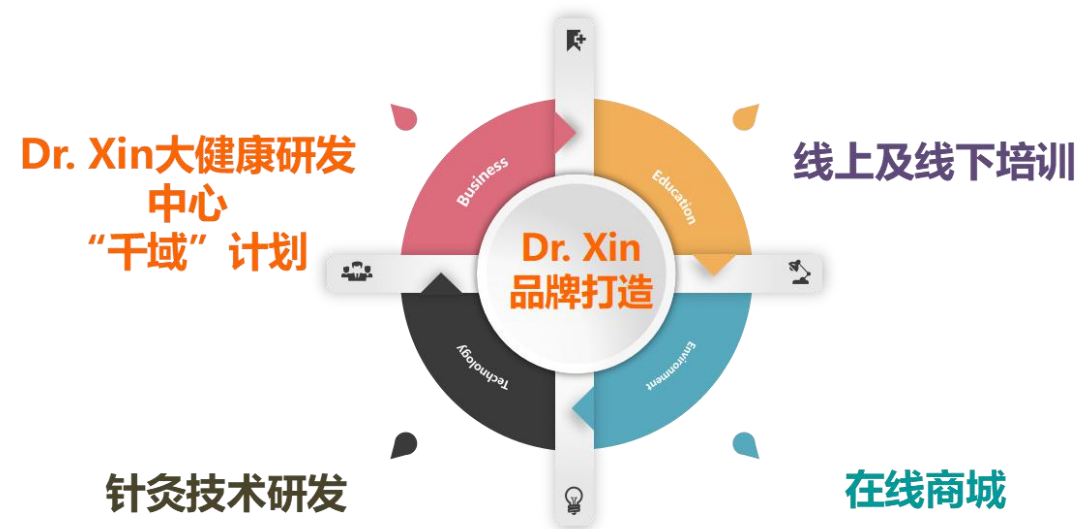 Dr. Xin大健康研发
中心
“千域”计划
线上及线下培训
Business
Education
Dr. Xin
品牌打造
Technology
Environment
针灸技术研发
在线商城